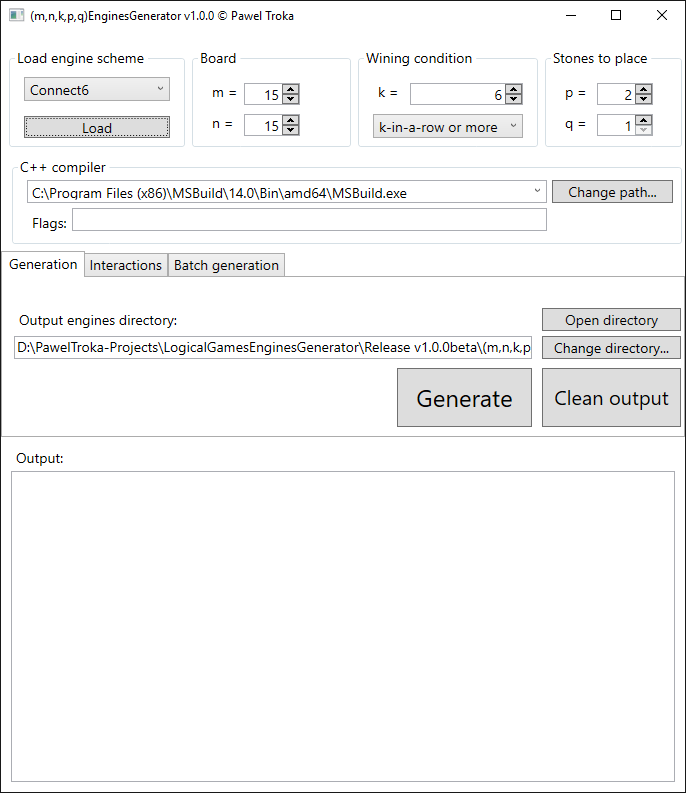 (m,n,k,p,q)EnginesGenerator v1.0.0 © Pawel Troka
Load engine scheme
Connect6
Load
Board
m = 15
n = 15
Wining condition
k = 6
k-in-a-row or more
Stones to place
p = 2
q = 1
C++ compiler
C:\Program Files (x86)\MSBuild\14.0\Bin\amd64\MSBuild.exe
Change path...
Flags:
Generation
Interactions
Batch generation
Output engines directory:
Open directory
D:\PawelTroka-Projects\LogicalGamesEnginesGenerator\Release v1.0.0beta\(m,n,k,p
Change directory...
Generate
Clean output
Output: